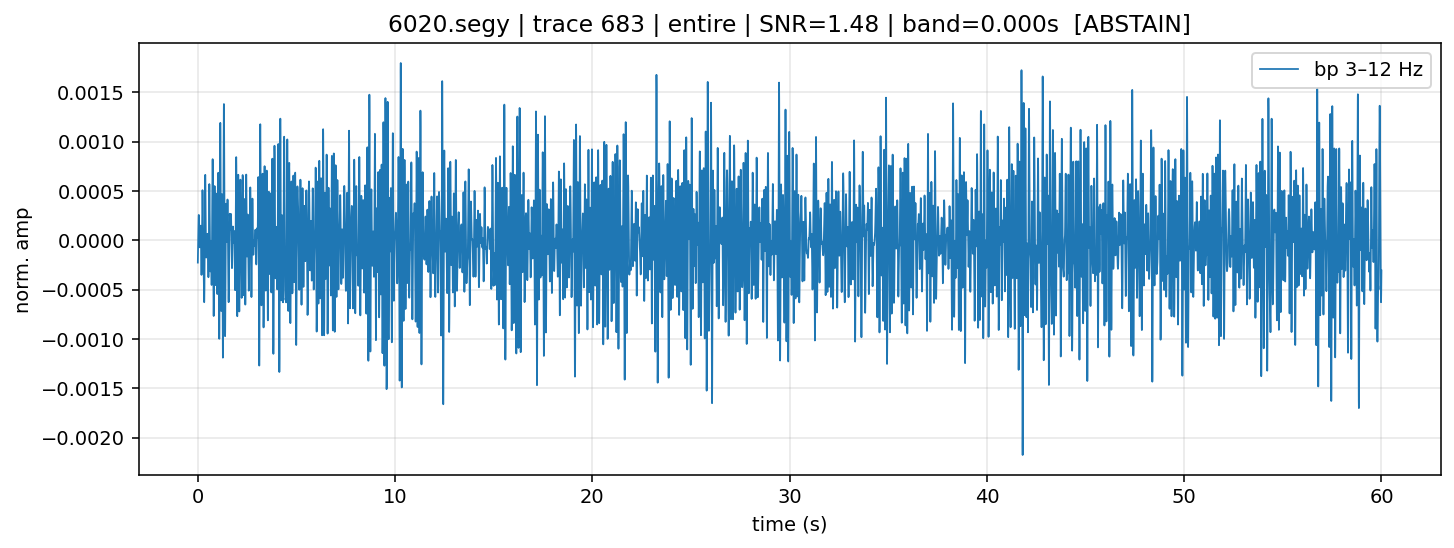 6020.segy | trace 683 | entire | SNR=1.48 | band=0.000s  [ABSTAIN]
bp 3–12 Hz
norm. amp
0.0015
0.0010
0.0005
0.0000
−0.0005
−0.0010
−0.0015
−0.0020
0 10 20 30 40 50 60
time (s)